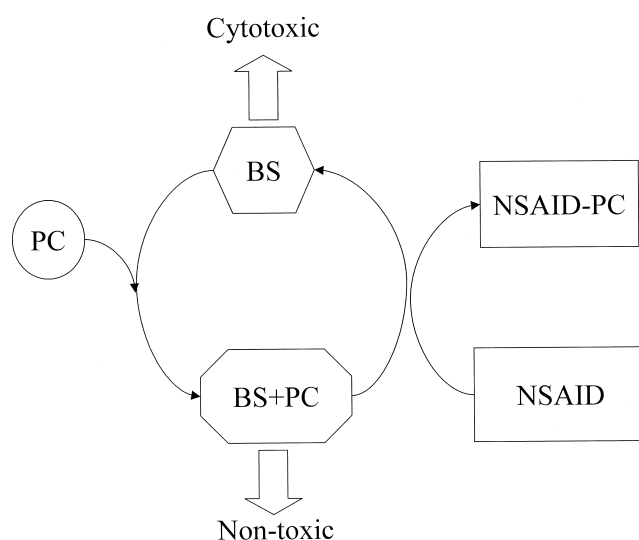 Cytotoxic
BS
PC
NSAID-PC
BS+PC
NSAID
Non-toxic